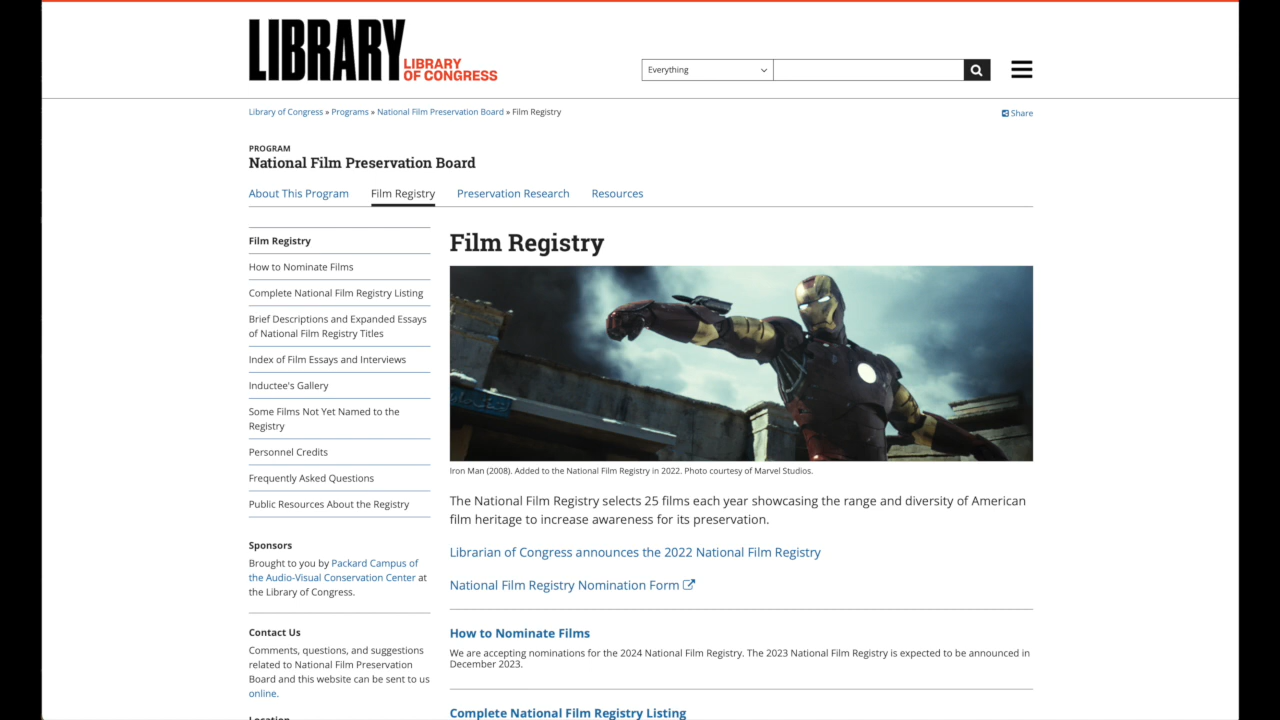 LIBRARY
LIBRARY
OF CONGRESS
Everything
Library of Congress » Programs » National Film Preservation Board » Film Registry
Share
PROGRAM
National Film Preservation Board
About This Program
Film Registry
Preservation Research
Resources
Film Registry
How to Nominate Films
Complete National Film Registry Listing
Brief Descriptions and Expanded Essays
of National Film Registry Titles
Index of Film Essays and Interviews
Inductee's Gallery
Some Films Not Yet Named to the
Registry
Personnel Credits
Frequently Asked Questions
Public Resources About the Registry
Sponsors
Brought to you by Packard Campus of
the Audio-Visual Conservation Center at
the Library of Congress.
Contact Us
Comments, questions, and suggestions
related to National Film Preservation
Board and this website can be sent to us
online.
Location
Film Registry
Iron Man (2008). Added to the National Film Registry in 2022. Photo courtesy of Marvel Studios.
The National Film Registry selects 25 films each year showcasing the range and diversity of American
film heritage to increase awareness for its preservation.
Librarian of Congress announces the 2022 National Film Registry
National Film Registry Nomination Form
How to Nominate Films
We are accepting nominations for the 2024 National Film Registry. The 2023 National Film Registry is expected to be announced in
December 2023.
Complete National Film Registry Listing